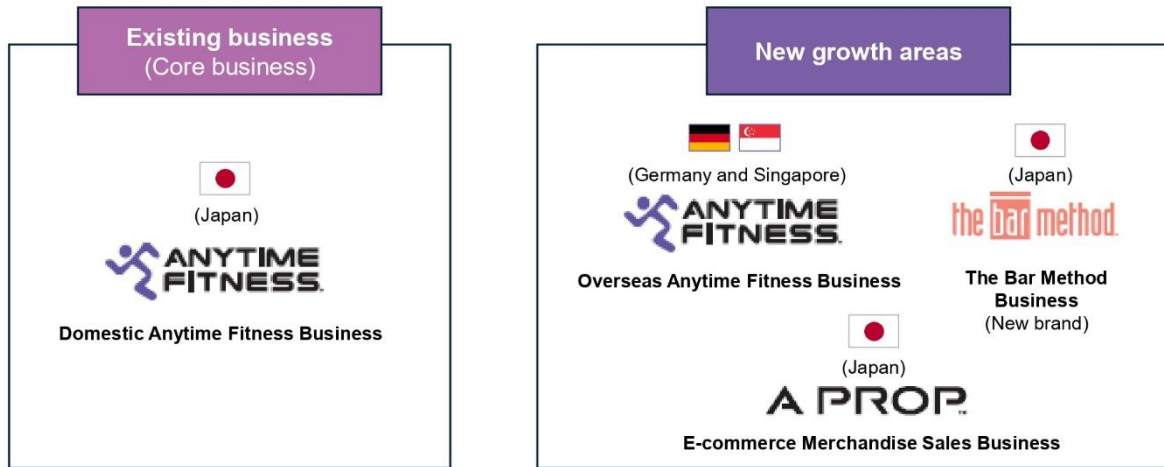 Existing business
(Core business)
(Japan)
ANYTIME
FITNESS
Domestic Anytime Fitness Business
New growth areas
(Germany and Singapore)
ANYTIME
FITNESS
Overseas Anytime Fitness Business
(Japan)
the bar method.
The Bar Method
Business
(New brand)
(Japan)
A PROP™
E-commerce Merchandise Sales Business